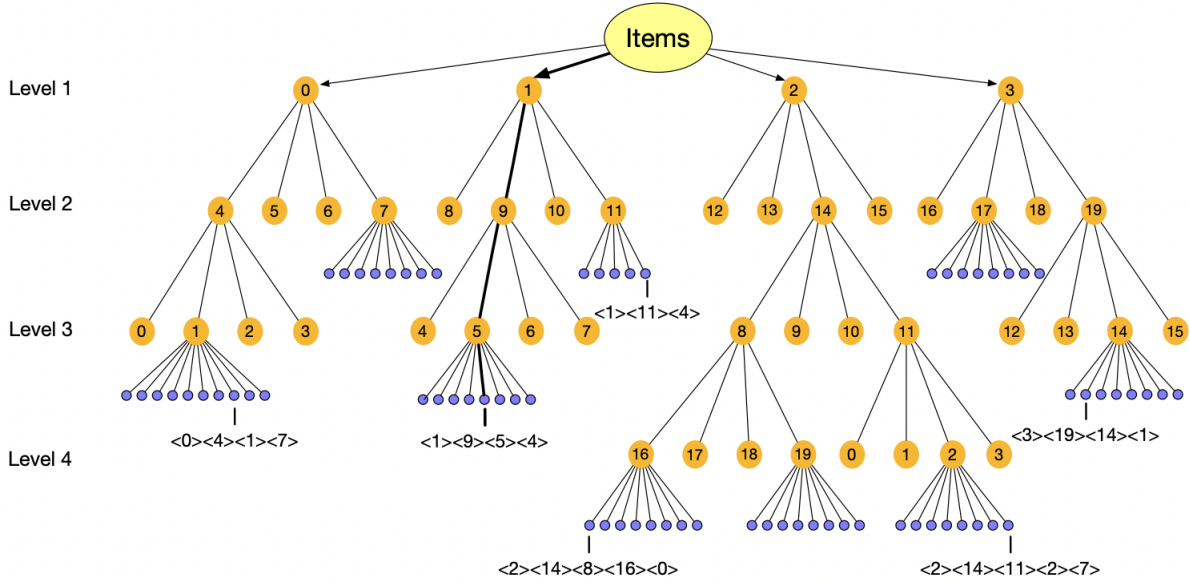 Items
Level 1
0 1 2 3
Level 2
4 5 6 7 8 9 10 11 12 13 14 15 16 17 18 19
<1><11><4>
Level 3
0 1 2 3 4 5 6 7 8 9 10 11 12 13 14 15
<0><4><1><7> <1><9><5><4> <3><19><14><1>
Level 4
16 17 18 19 0 1 2 3
<2><14><8><16><0> <2><14><11><2><7>